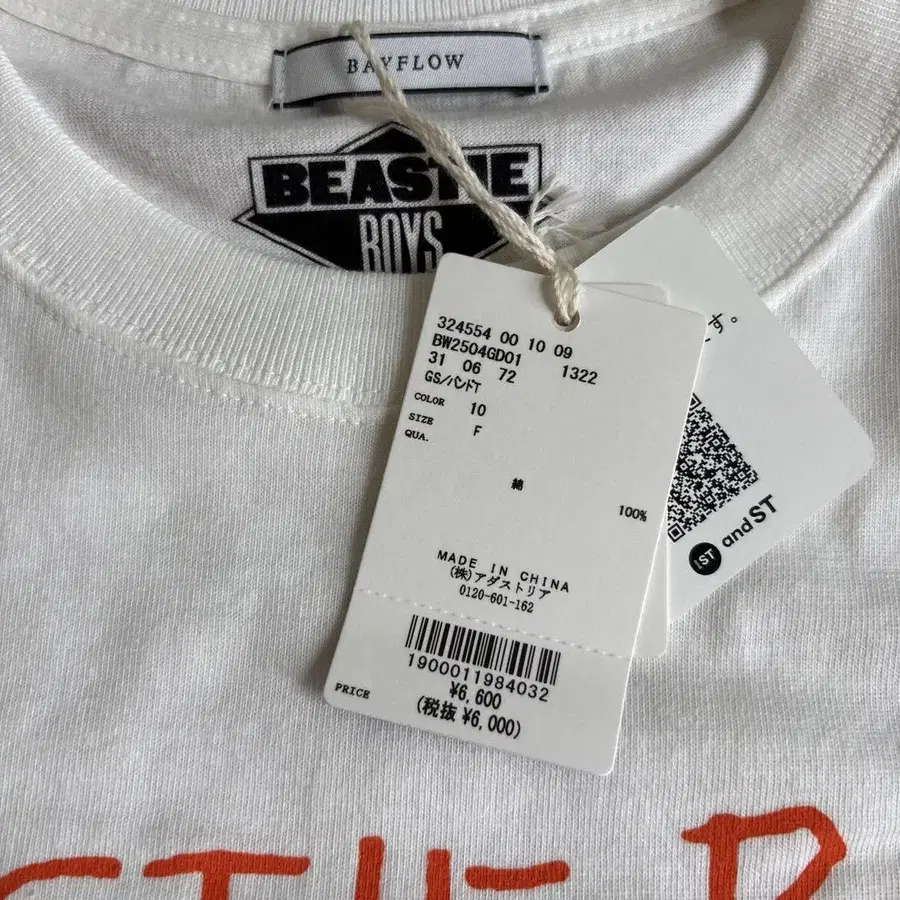 BAYFLOW
BEASTIE
BOYS
324554 00 10 09
BW2504GD01 1322
31 06 72
GS/バンドT
COLOR 10
SIZE F
QUA.
綿
100%
MADE IN CHINA
(株)アダストリア
0120-601-162
1900011984032
PRICE ¥6,600
(税抜 ¥6,000)
す。
ST and ST